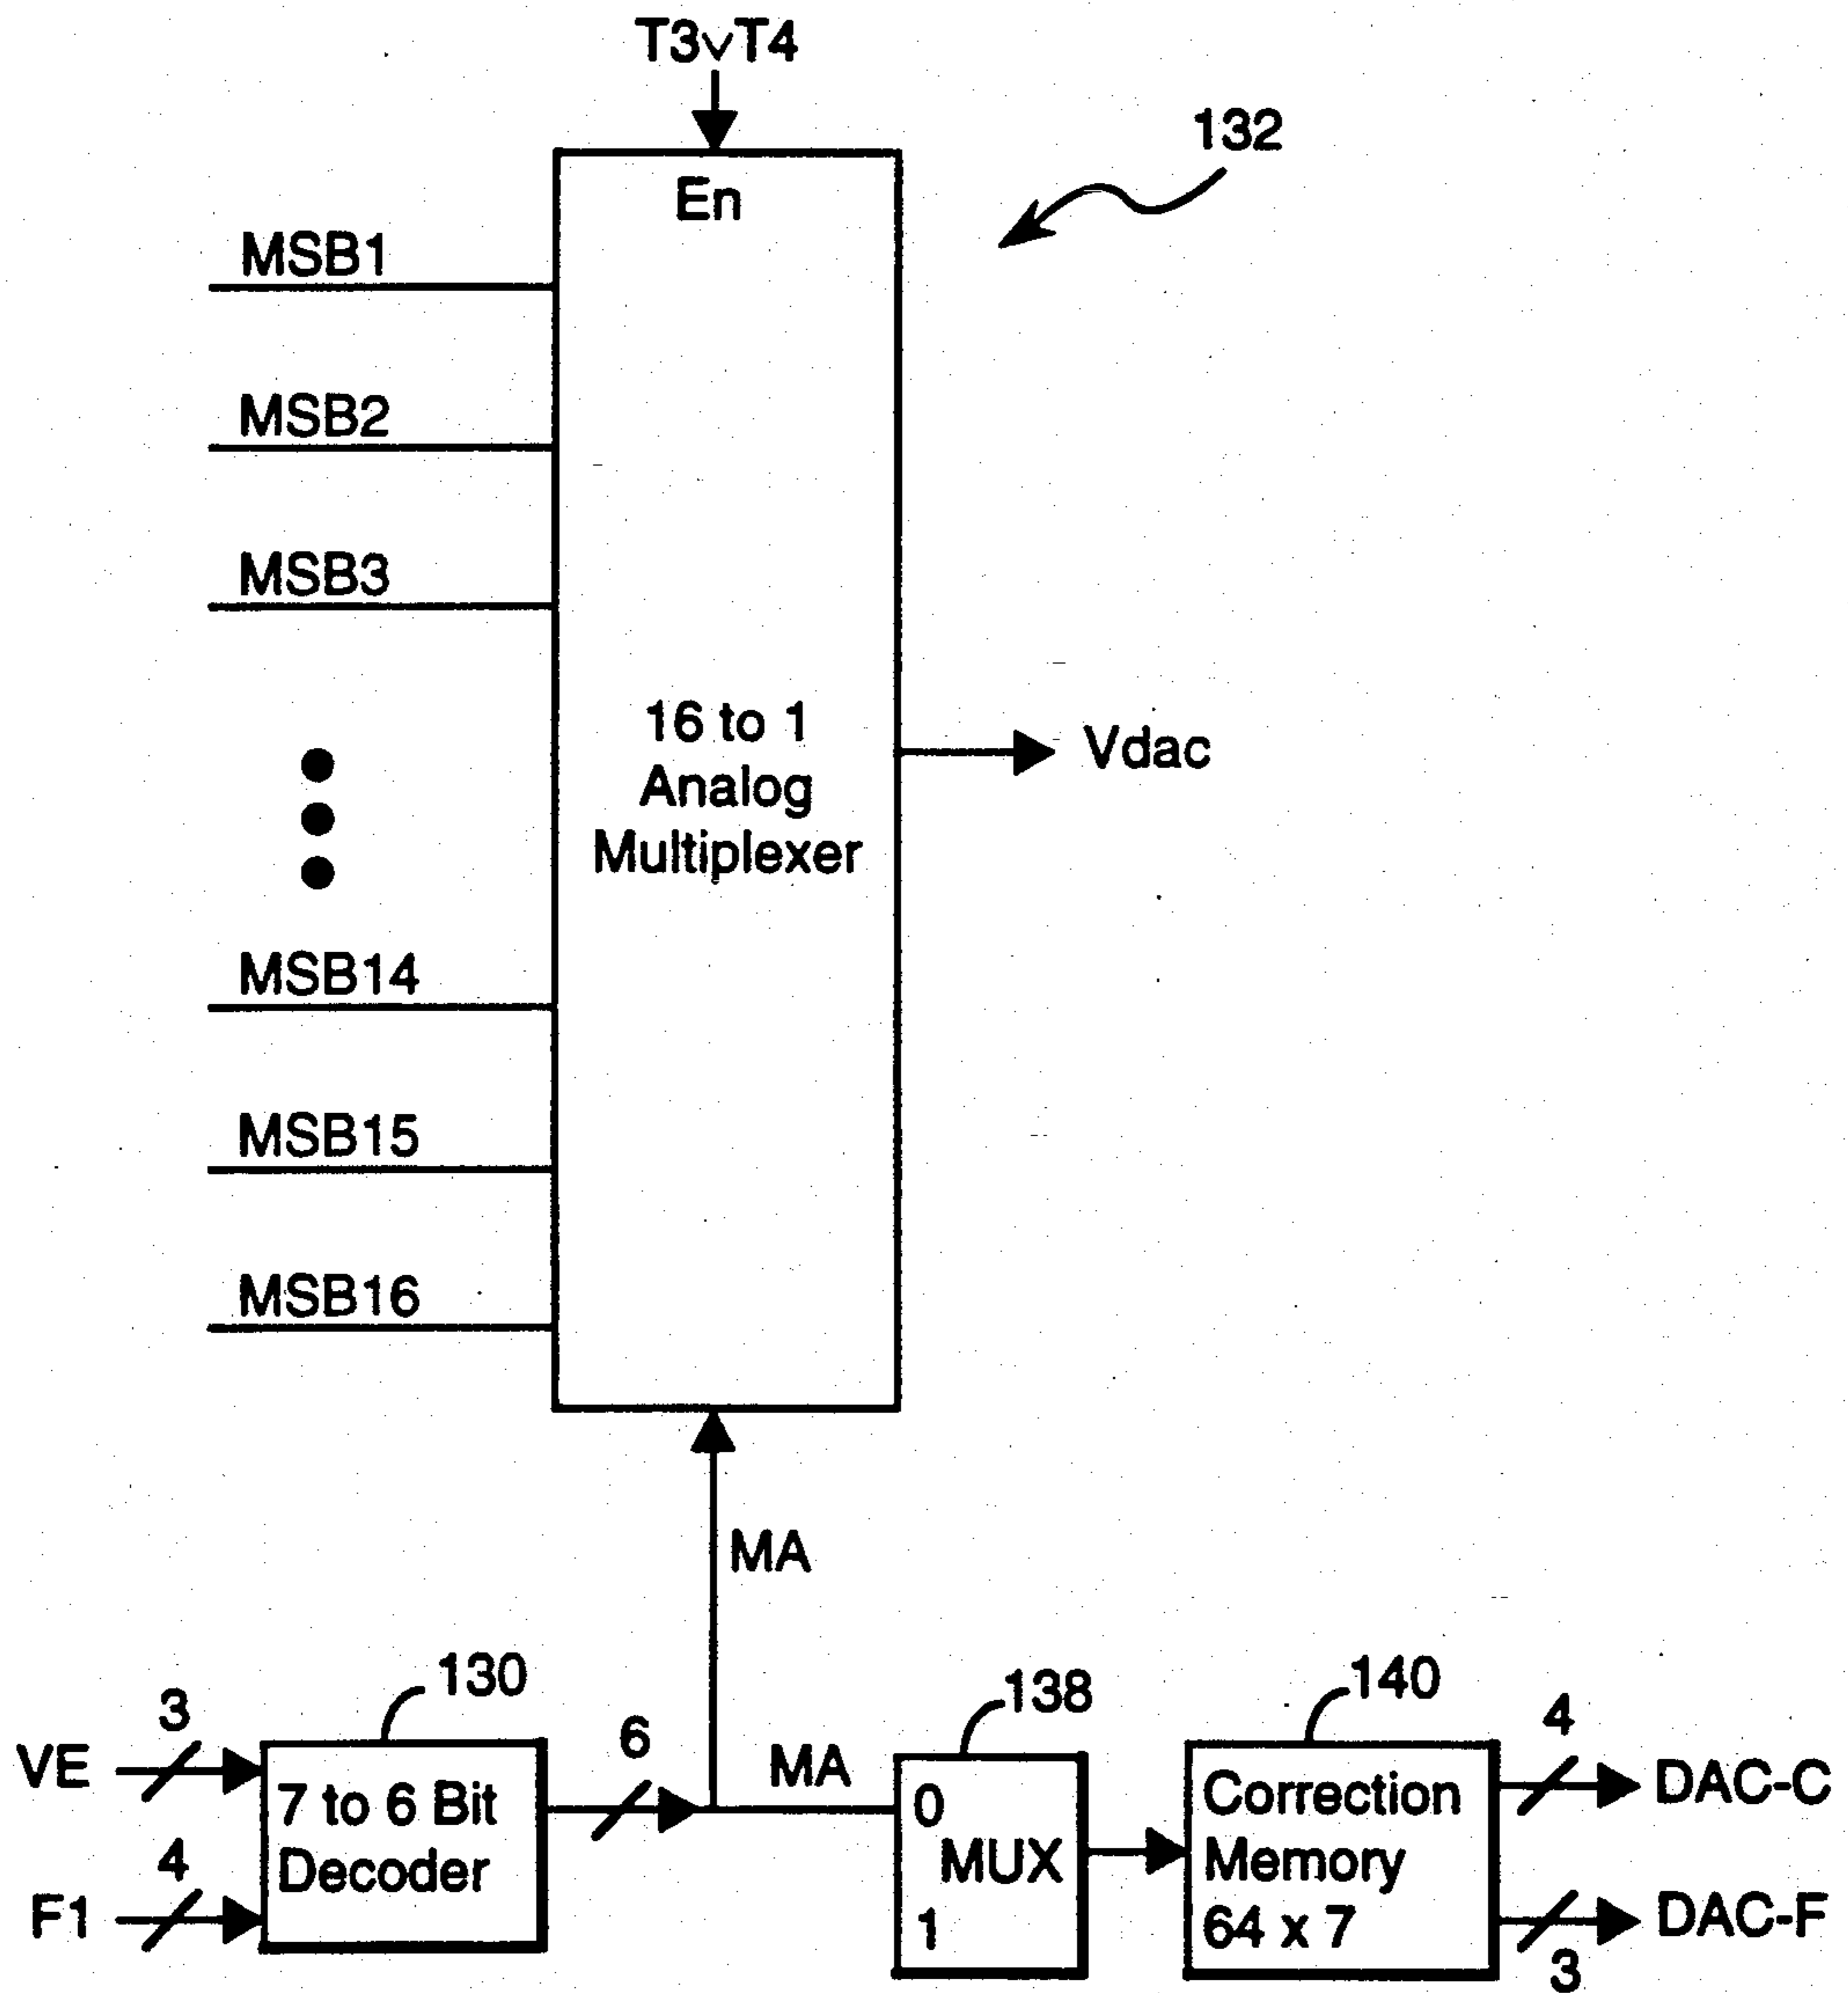 T3∨T4
132
En
MSB1
MSB2
MSB3
16 to 1
Analog
Multiplexer
Vdac
MSB14
MSB15
MSB16
MA
130
138
140
VE
3
F1
4
7 to 6 Bit
Decoder
6
MA
0
MUX
1
Correction
Memory
64 x 7
4
DAC-C
DAC-F
3